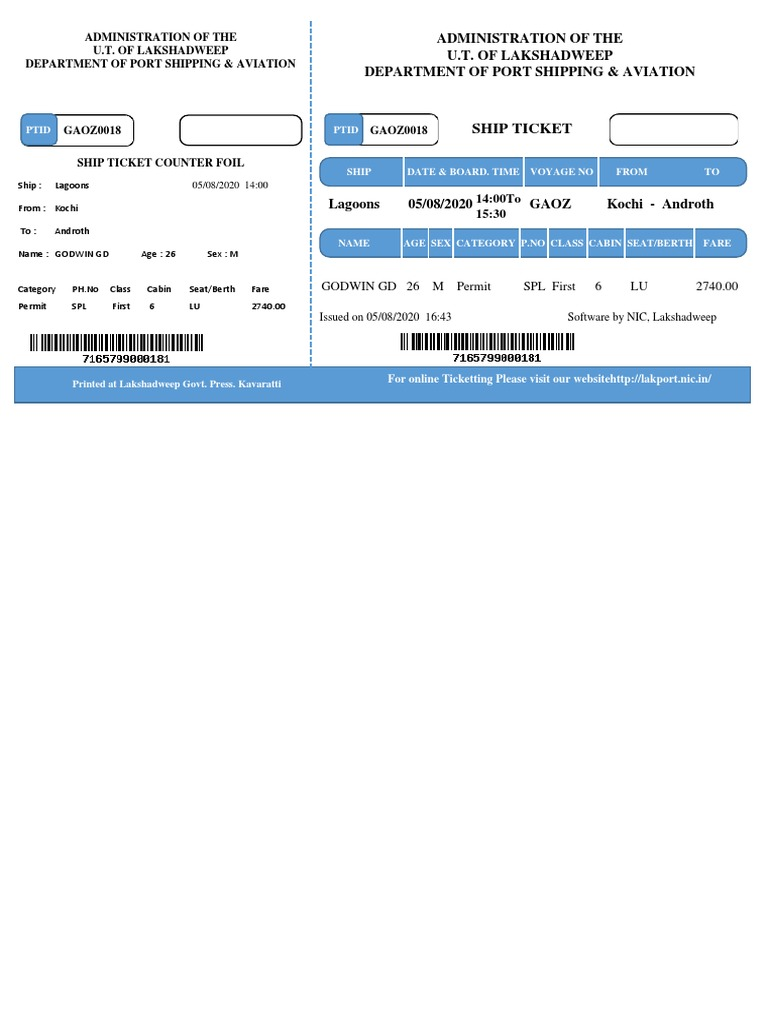 ADMINISTRATION OF THE
U.T. OF LAKSHADWEEP
DEPARTMENT OF PORT SHIPPING & AVIATION
PTID GAOZ0018
SHIP TICKET COUNTER FOIL
Ship : Lagoons 05/08/2020 14:00
From : Kochi
To : Androth
Name : GODWIN GD Age : 26 Sex : M
Category PH.No Class Cabin Seat/Berth Fare
Permit SPL First 6 LU 2740.00
7165799000181
Printed at Lakshadweep Govt. Press. Kavaratti
ADMINISTRATION OF THE
U.T. OF LAKSHADWEEP
DEPARTMENT OF PORT SHIPPING & AVIATION
PTID GAOZ0018 SHIP TICKET
SHIP DATE & BOARD. TIME VOYAGE NO FROM TO
Lagoons 05/08/2020 14:00To 15:30 GAOZ Kochi - Androth
NAME AGE SEX CATEGORY P.NO CLASS CABIN SEAT/BERTH FARE
GODWIN GD 26 M Permit SPL First 6 LU 2740.00
Issued on 05/08/2020 16:43 Software by NIC, Lakshadweep
7165799000181
For online Ticketting Please visit our websitehttp://lakport.nic.in/